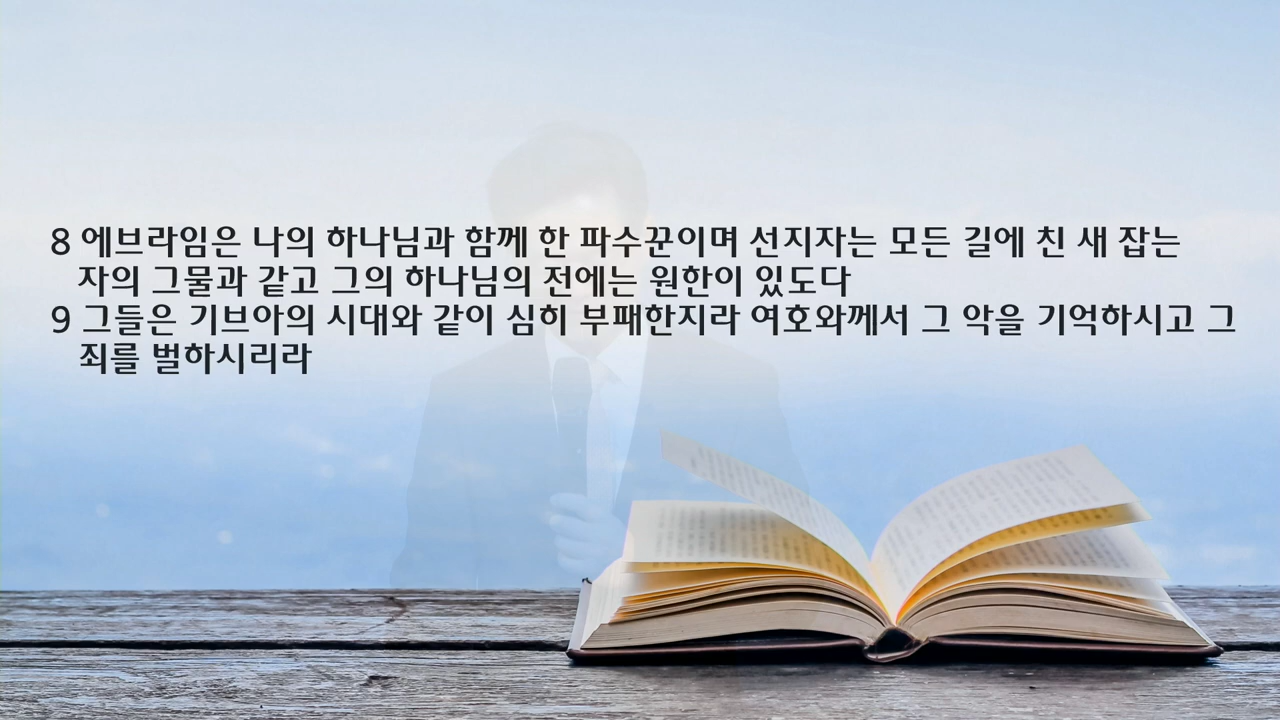 8 에브라임은 나의 하나님과 함께 한 파수꾼이며 선지자는 모든 길에 친 새 잡는
자의 그물과 같고 그의 하나님의 전에는 원한이 있도다
9 그들은 기브아의 시대와 같이 심히 부패한지라 여호와께서 그 악을 기억하시고 그
죄를 벌하시리라